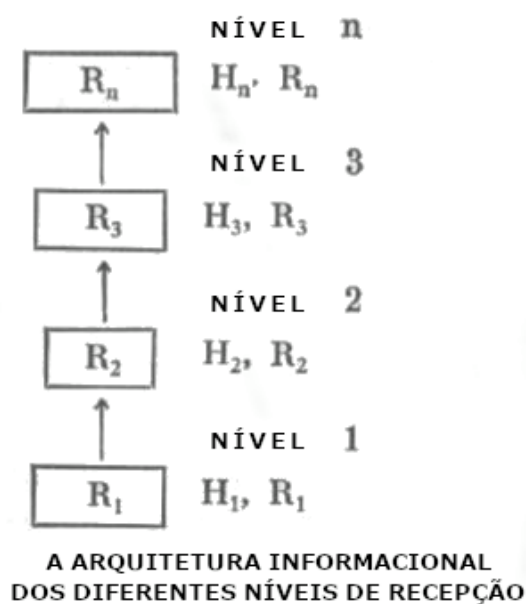 NÍVEL n
Rₙ Hₙ, Rₙ
NÍVEL 3
R₃ H₃, R₃
NÍVEL 2
R₂ H₂, R₂
NÍVEL 1
R₁ H₁, R₁
A ARQUITETURA INFORMACIONAL
DOS DIFERENTES NÍVEIS DE RECEPÇÃO